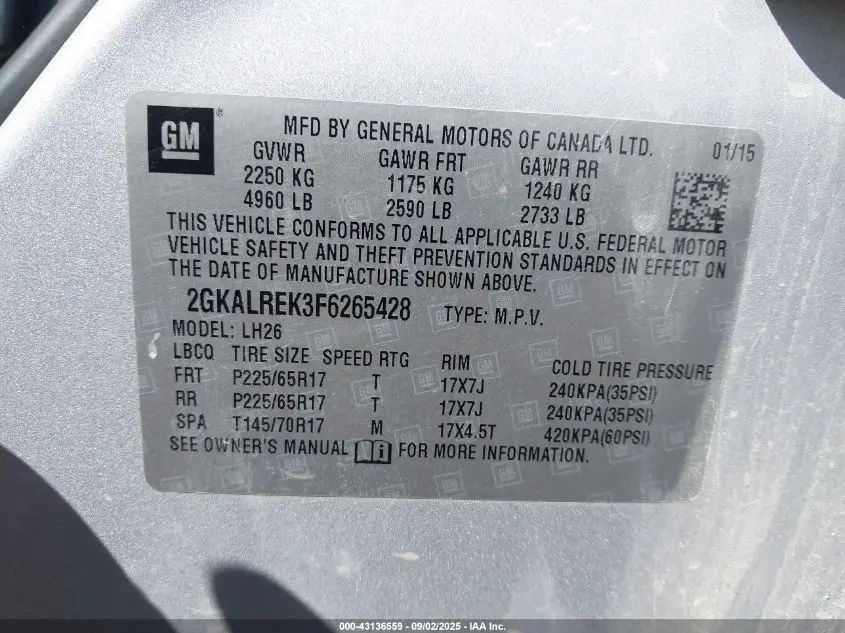 GM ®
MFD BY GENERAL MOTORS OF CANADA LTD. 01/15
GVWR GAWR FRT GAWR RR
2250 KG 1175 KG 1240 KG
4960 LB 2590 LB 2733 LB
THIS VEHICLE CONFORMS TO ALL APPLICABLE U.S. FEDERAL MOTOR
VEHICLE SAFETY AND THEFT PREVENTION STANDARDS IN EFFECT ON
THE DATE OF MANUFACTURE SHOWN ABOVE.
2GKALREK3F6265428 TYPE: M.P.V.
MODEL: LH26
LBCQ TIRE SIZE SPEED RTG RIM COLD TIRE PRESSURE
FRT P225/65R17 T 17X7J 240KPA(35PSI)
RR P225/65R17 T 17X7J 240KPA(35PSI)
SPA T145/70R17 M 17X4.5T 420KPA(60PSI)
SEE OWNER'S MANUAL i FOR MORE INFORMATION.
000-43136559 - 09/02/2025 - IAA Inc.